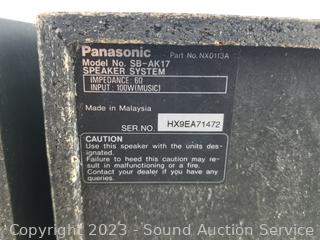 Panasonic Part No. NX0113A
Model No. SB-AK17
SPEAKER SYSTEM
IMPEDANCE: 6Ω
INPUT : 100W(MUSIC)
Made in Malaysia
SER NO. HX9EA71472
CAUTION
Use this speaker with the units des-
ignated.
Failure to heed this caution may re-
sult in malfunctioning or a fire.
Contact your dealer if you have any
questions.
Copyright 2023 - Sound Auction Service